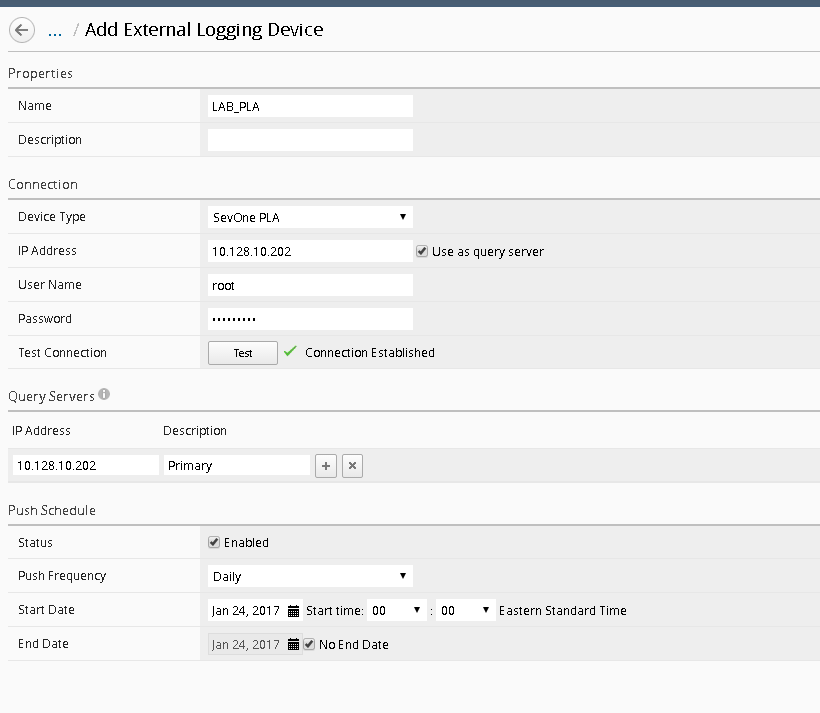 ... / Add External Logging Device
Properties
Name LAB_PLA
Description
Connection
Device Type SevOne PLA
IP Address 10.128.10.202 Use as query server
User Name root
Password •••••••••
Test Connection Test Connection Established
Query Servers
IP Address Description
10.128.10.202 Primary + ×
Push Schedule
Status Enabled
Push Frequency Daily
Start Date Jan 24, 2017 Start time: 00 : 00 Eastern Standard Time
End Date Jan 24, 2017 No End Date